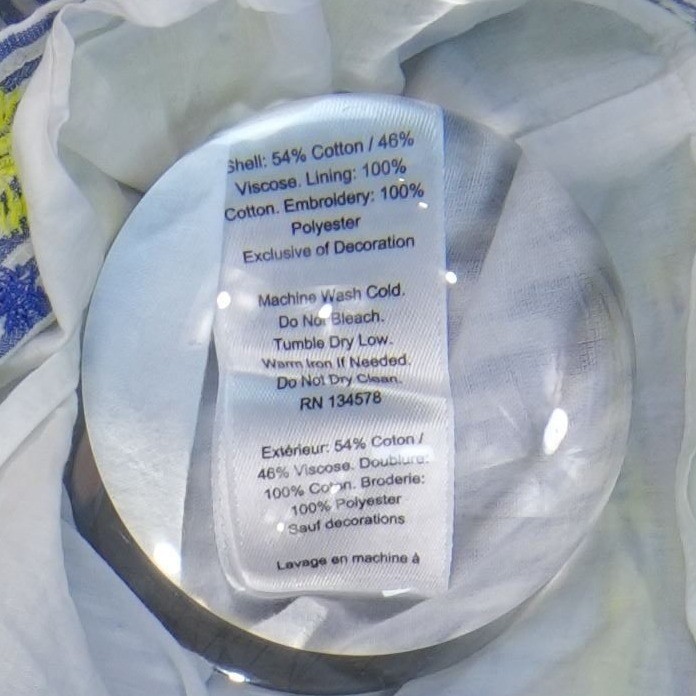 Shell: 54% Cotton / 46%
Viscose. Lining: 100%
Cotton. Embroidery: 100%
Polyester
Exclusive of Decoration
Machine Wash Cold.
Do Not Bleach.
Tumble Dry Low.
Warm Iron If Needed.
Do Not Dry Clean.
RN 134578
Extérieur: 54% Coton /
46% Viscose. Doublure:
100% Coton. Broderie:
100% Polyester
Sauf decorations
Lavage en machine à